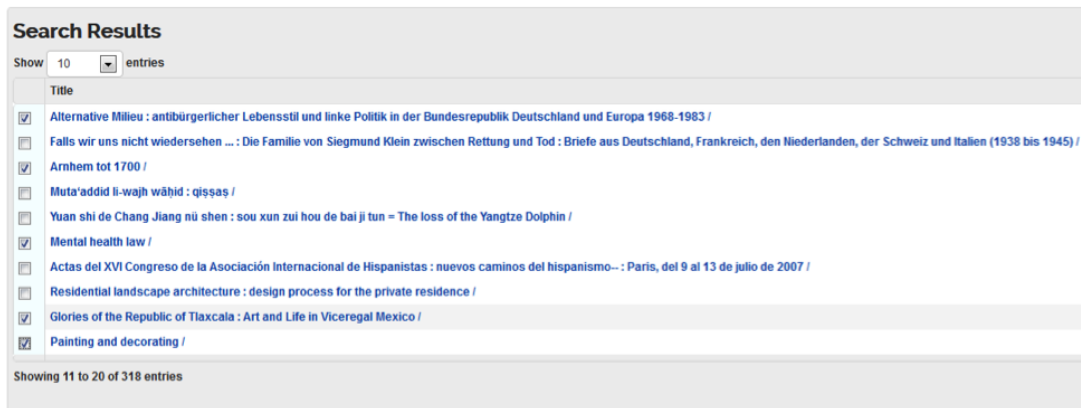 Search Results
Show 10 entries
Title
Alternative Milieu : antibürgerlicher Lebensstil und linke Politik in der Bundesrepublik Deutschland und Europa 1968-1983 /
Falls wir uns nicht wiedersehen ... : Die Familie von Siegmund Klein zwischen Rettung und Tod : Briefe aus Deutschland, Frankreich, den Niederlanden, der Schweiz und Italien (1938 bis 1945) /
Arnhem tot 1700 /
Mutaʻaddid li-wajh wāḥid : qiṣṣaṣ /
Yuan shi de Chang Jiang nü shen : sou xun zui hou de bai ji tun = The loss of the Yangtze Dolphin /
Mental health law /
Actas del XVI Congreso de la Asociación Internacional de Hispanistas : nuevos caminos del hispanismo-- : Paris, del 9 al 13 de julio de 2007 /
Residential landscape architecture : design process for the private residence /
Glories of the Republic of Tlaxcala : Art and Life in Viceregal Mexico /
Painting and decorating /
Showing 11 to 20 of 318 entries